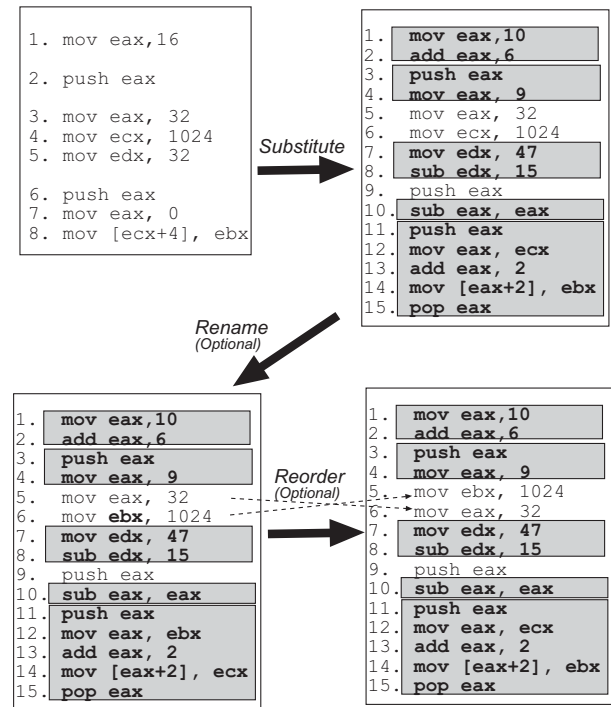 1. mov eax,16
2. push eax
3. mov eax, 32
4. mov ecx, 1024
5. mov edx, 32
6. push eax
7. mov eax, 0
8. mov [ecx+4], ebx
Substitute
1. mov eax,10
2. add eax,6
3. push eax
4. mov eax, 9
5. mov eax, 32
6. mov ecx, 1024
7. mov edx, 47
8. sub edx, 15
9. push eax
10. sub eax, eax
11. push eax
12. mov eax, ecx
13. add eax, 2
14. mov [eax+2], ebx
15. pop eax
Rename
(Optional)
1. mov eax,10
2. add eax,6
3. push eax
4. mov eax, 9
5. mov eax, 32
6. mov ebx, 1024
7. mov edx, 47
8. sub edx, 15
9. push eax
10. sub eax, eax
11. push eax
12. mov eax, ebx
13. add eax, 2
14. mov [eax+2], ecx
15. pop eax
Reorder
(Optional)
1. mov eax,10
2. add eax,6
3. push eax
4. mov eax, 9
5. mov ebx, 1024
6. mov eax, 32
7. mov edx, 47
8. sub edx, 15
9. push eax
10. sub eax, eax
11. push eax
12. mov eax, ecx
13. add eax, 2
14. mov [eax+2], ebx
15. pop eax